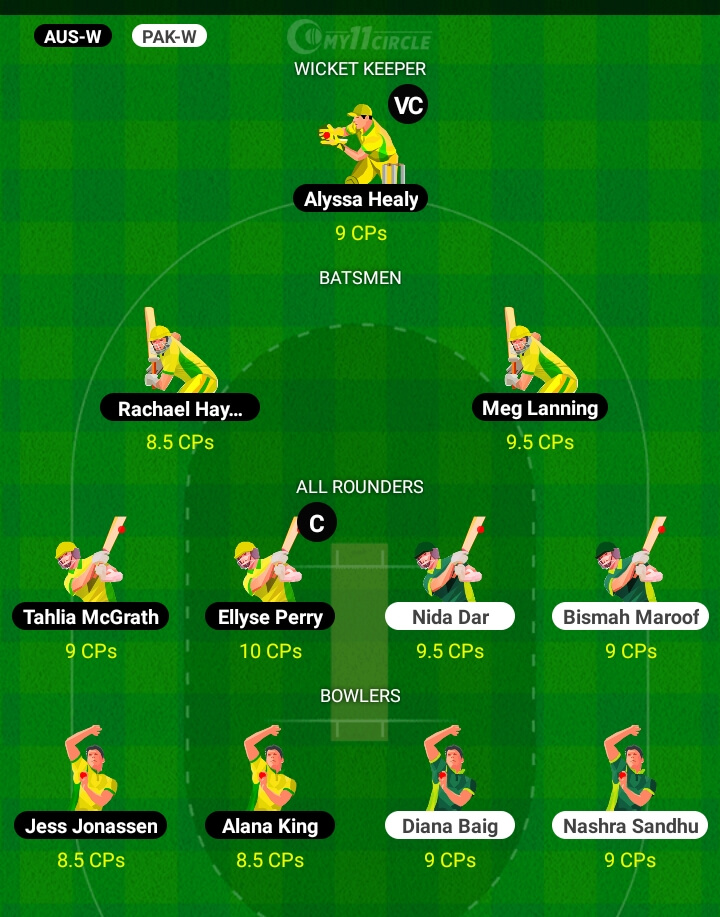 AUS-W PAK-W MY11CIRCLE
WICKET KEEPER
VC
Alyssa Healy
9 CPs
BATSMEN
Rachael Hay... Meg Lanning
8.5 CPs 9.5 CPs
ALL ROUNDERS
C
Tahlia McGrath Ellyse Perry Nida Dar Bismah Maroof
9 CPs 10 CPs 9.5 CPs 9 CPs
BOWLERS
Jess Jonassen Alana King Diana Baig Nashra Sandhu
8.5 CPs 8.5 CPs 9 CPs 9 CPs